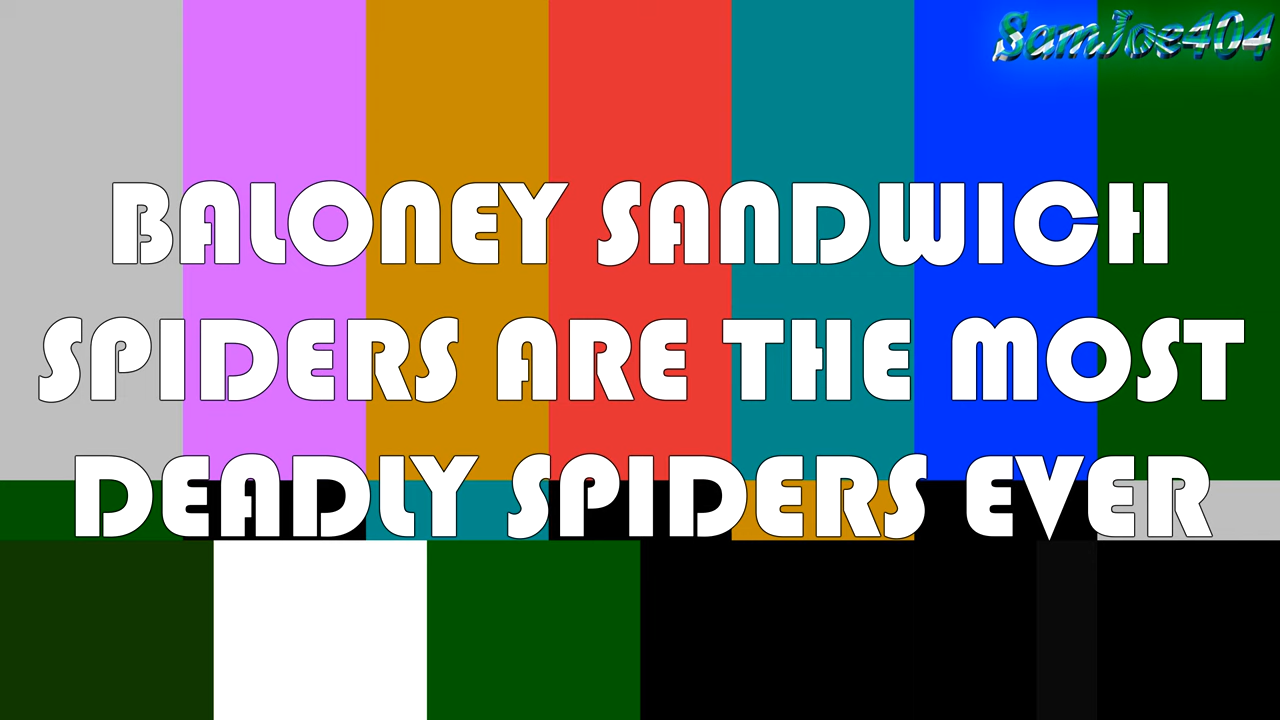 SamJoe404
BALONEY SANDWICH
SPIDERS ARE THE MOST
DEADLY SPIDERS EVER